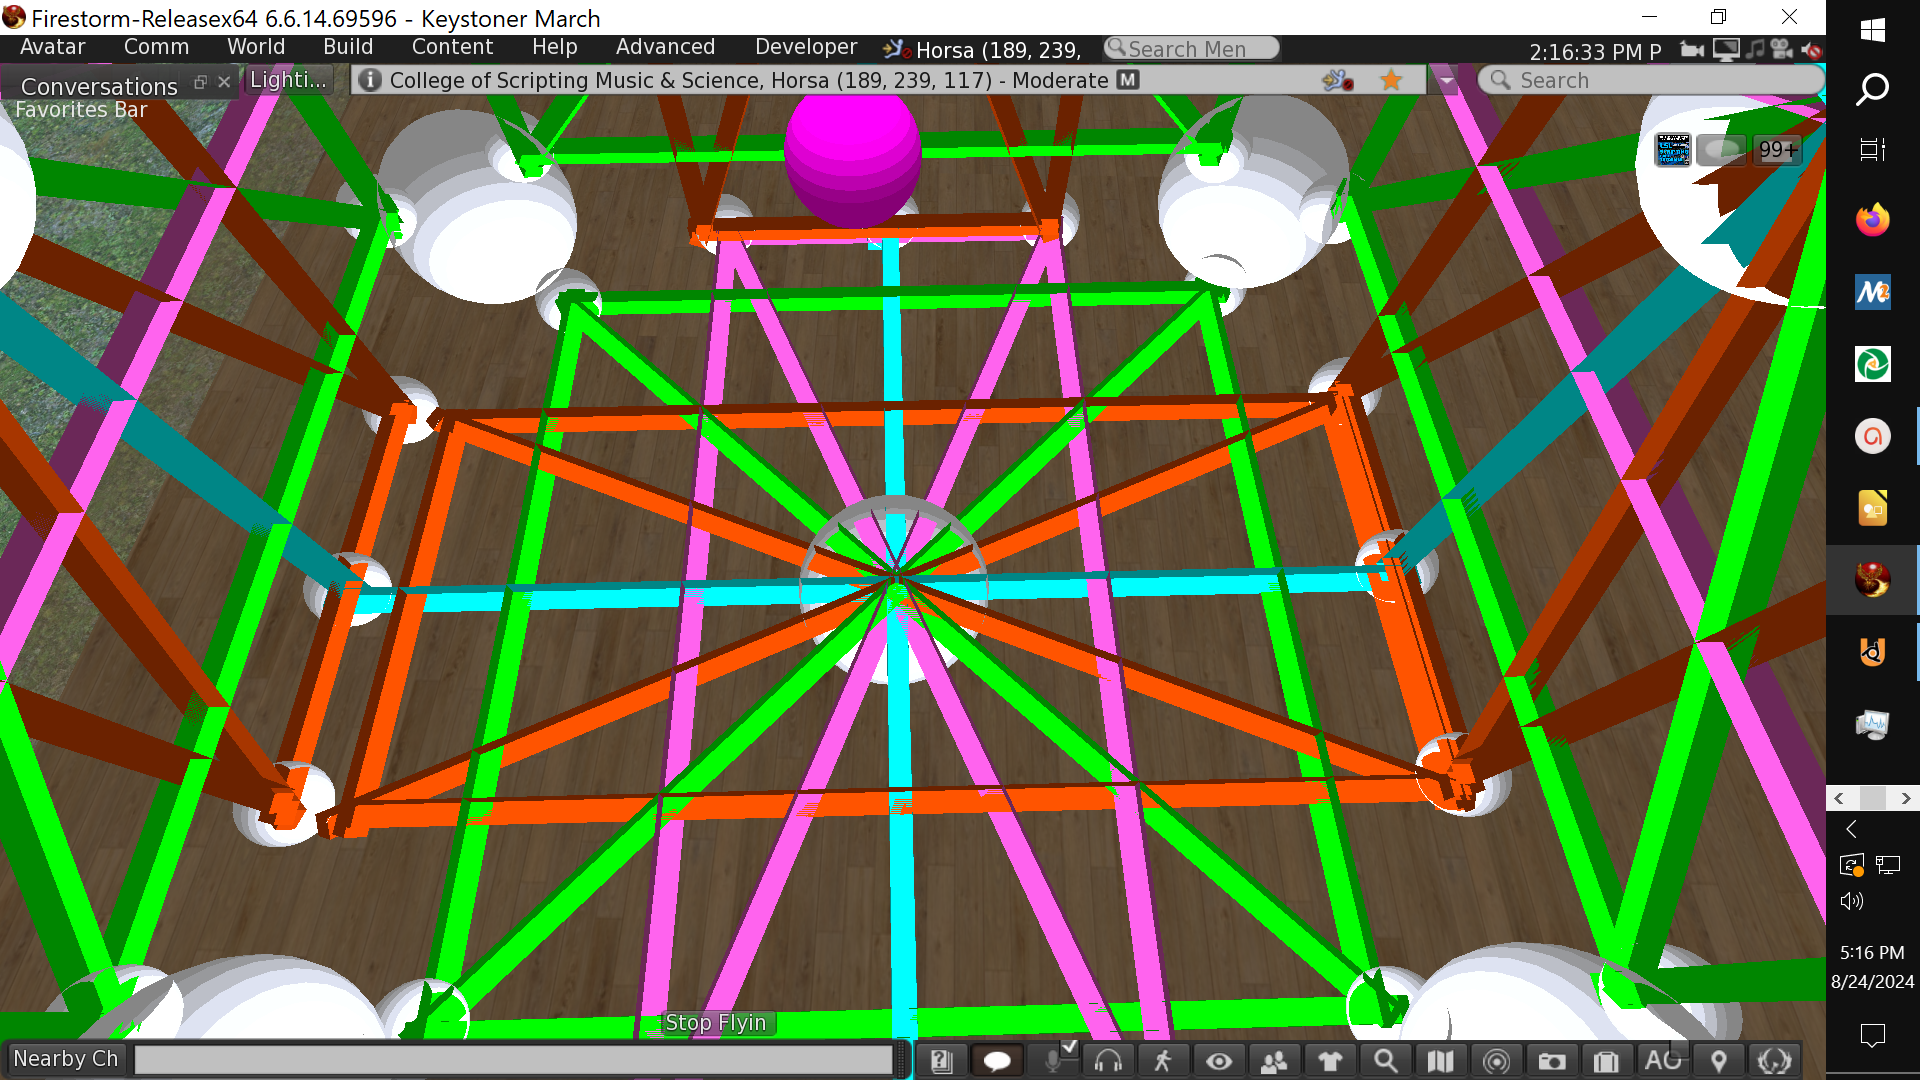 Firestorm-Releasex64 6.6.14.69596 - Keystoner March
Avatar Comm World Build Content Help Advanced Developer Horsa (189, 239, Search Men 2:16:33 PM P
Conversations Lighti... College of Scripting Music & Science, Horsa (189, 239, 117) - Moderate M Search
Favorites Bar
99+
Stop Flyin
Nearby Ch
AO
5:16 PM
8/24/2024